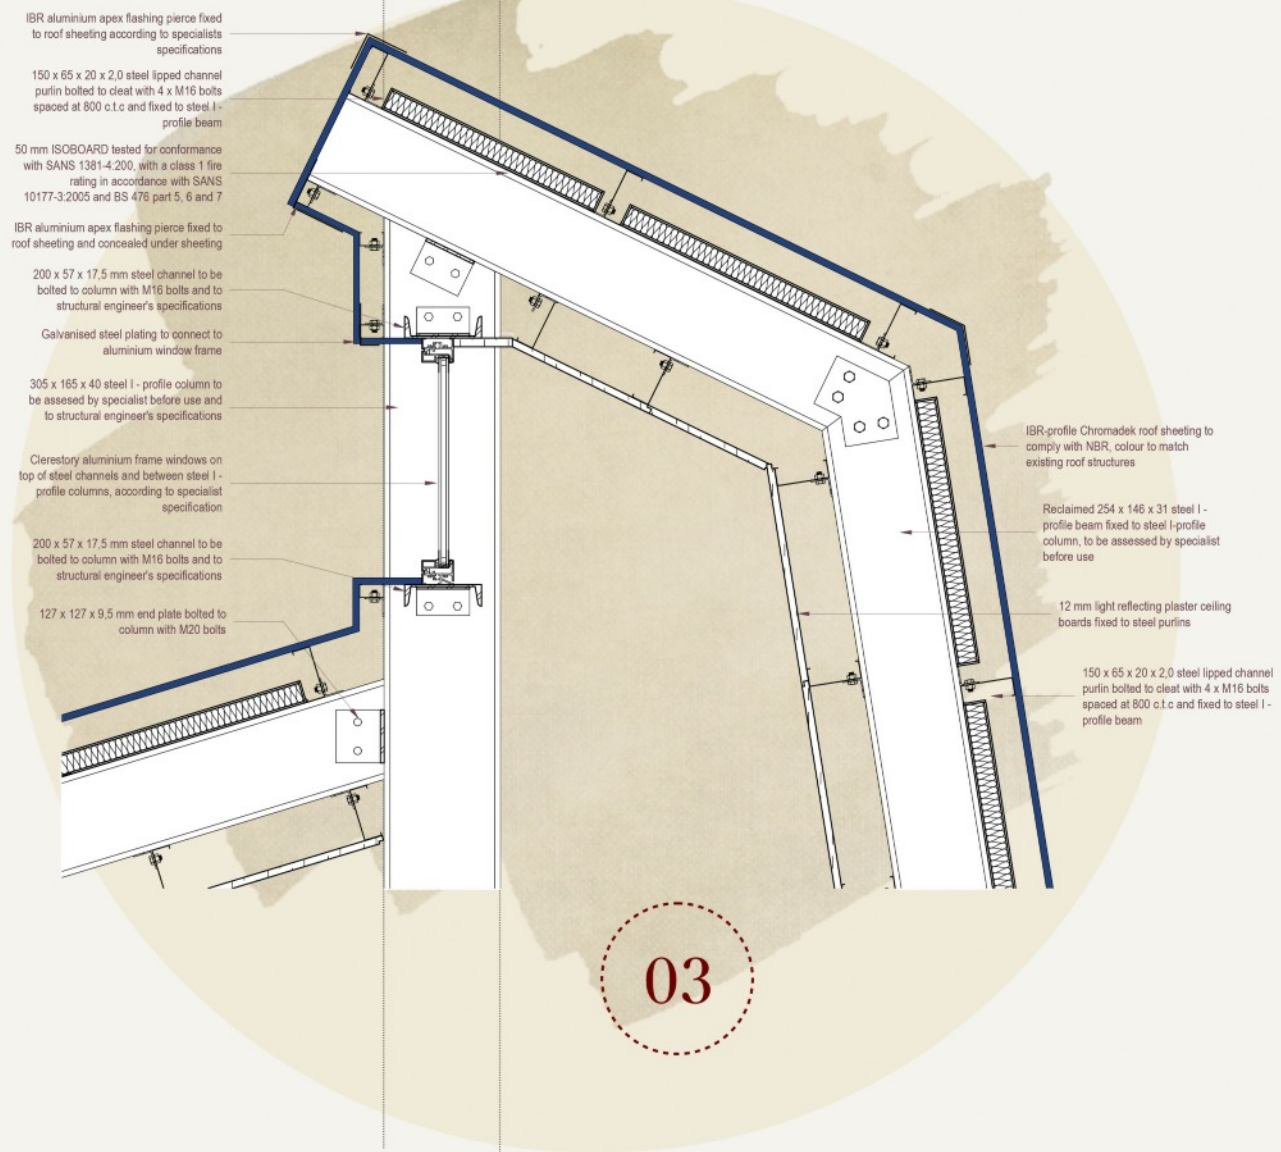 IBR aluminium apex flashing pierce fixed
to roof sheeting according to specialists
specifications
150 x 65 x 20 x 2,0 steel lipped channel
purlin bolted to cleat with 4 x M16 bolts
spaced at 800 c.t.c and fixed to steel I -
profile beam
50 mm ISOBOARD tested for conformance
with SANS 1381-4:200, with a class 1 fire
rating in accordance with SANS
10177-3:2005 and BS 476 part 5, 6 and 7
IBR aluminium apex flashing pierce fixed to
roof sheeting and concealed under sheeting
200 x 57 x 17,5 mm steel channel to be
bolted to column with M16 bolts and to
structural engineer's specifications
Galvanised steel plating to connect to
aluminium window frame
305 x 165 x 40 steel I - profile column to
be assesed by specialist before use and
to structural engineer's specifications
Clerestory aluminium frame windows on
top of steel channels and between steel I -
profile columns, according to specialist
specification
200 x 57 x 17,5 mm steel channel to be
bolted to column with M16 bolts and to
structural engineer's specifications
127 x 127 x 9,5 mm end plate bolted to
column with M20 bolts
IBR-profile Chromadek roof sheeting to
comply with NBR, colour to match
existing roof structures
Reclaimed 254 x 146 x 31 steel I -
profile beam fixed to steel I-profile
column, to be assessed by specialist
before use
12 mm light reflecting plaster ceiling
boards fixed to steel purlins
150 x 65 x 20 x 2,0 steel lipped channel
purlin bolted to cleat with 4 x M16 bolts
spaced at 800 c.t.c and fixed to steel I -
profile beam
03